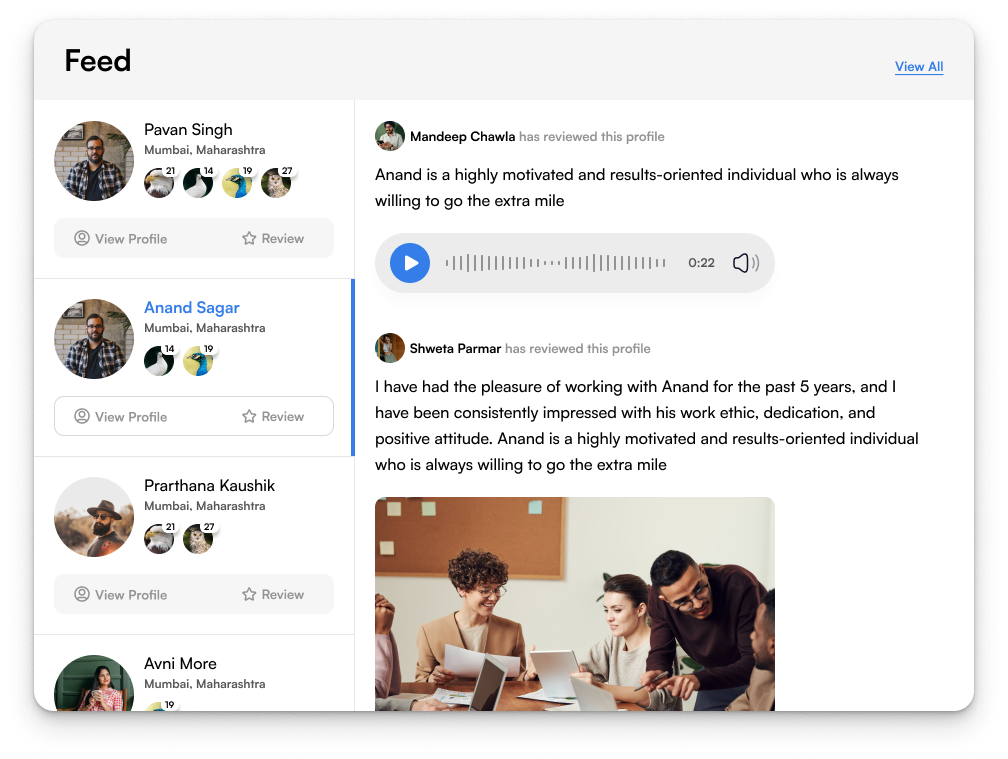 Feed
View All
Pavan Singh
Mumbai, Maharashtra
21
14
19
27
View Profile
Review
Anand Sagar
Mumbai, Maharashtra
14
19
View Profile
Review
Prarthana Kaushik
Mumbai, Maharashtra
21
27
View Profile
Review
Avni More
Mumbai, Maharashtra
19
Mandeep Chawla has reviewed this profile
Anand is a highly motivated and results-oriented individual who is always
willing to go the extra mile
0:22
Shweta Parmar has reviewed this profile
I have had the pleasure of working with Anand for the past 5 years, and I
have been consistently impressed with his work ethic, dedication, and
positive attitude. Anand is a highly motivated and results-oriented individual
who is always willing to go the extra mile